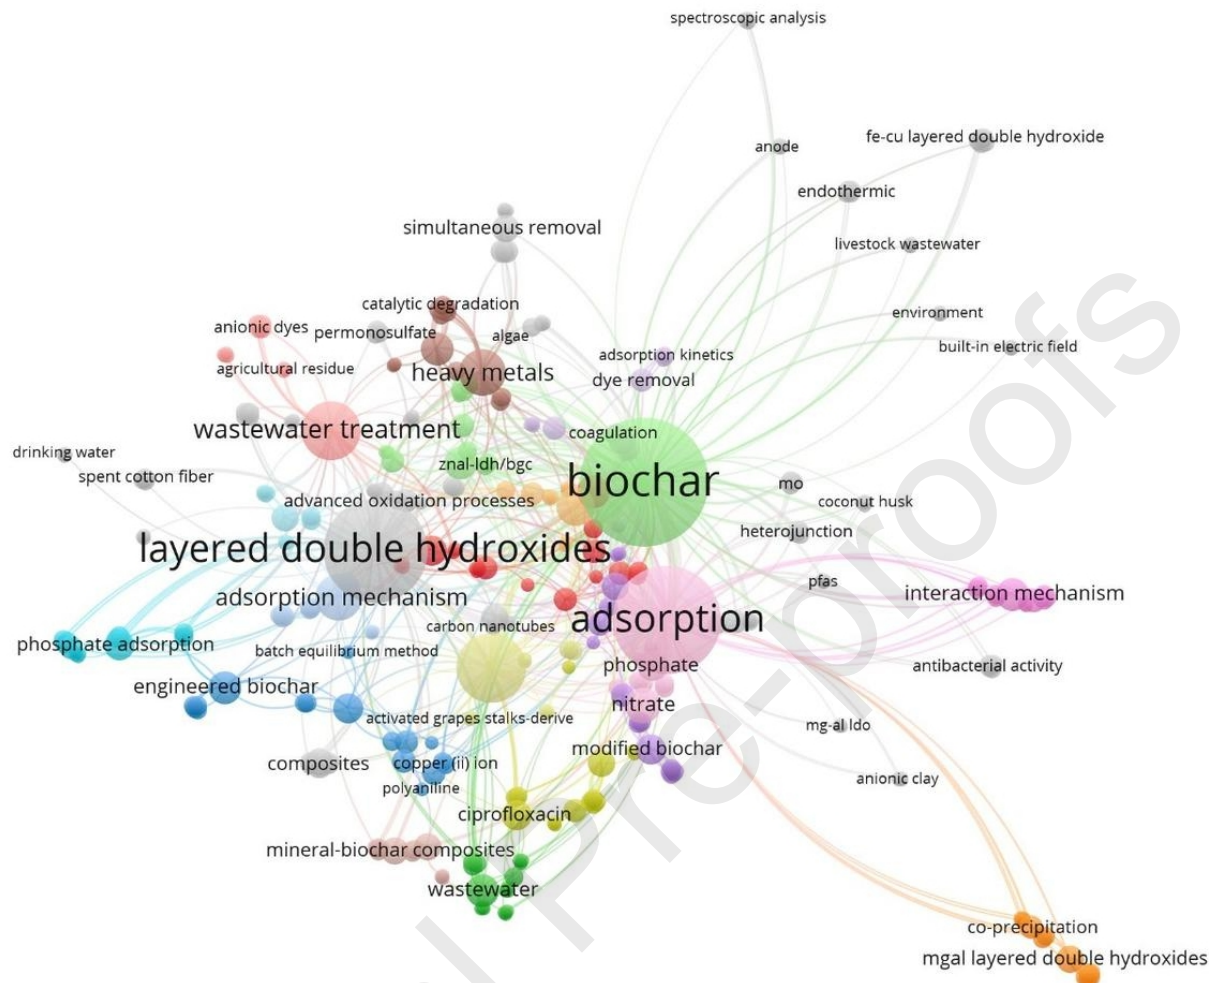 spectroscopic analysis
fe-cu layered double hydroxide
anode
endothermic
simultaneous removal
livestock wastewater
catalytic degradation
environment
anionic dyes
permonosulfate
algae
built-in electric field
adsorption kinetics
agricultural residue
heavy metals
dye removal
wastewater treatment
coagulation
drinking water
znal-ldh/bgc
spent cotton fiber
biochar
mo
advanced oxidation processes
coconut husk
heterojunction
layered double hydroxides
pfas
interaction mechanism
adsorption mechanism
adsorption
carbon nanotubes
phosphate adsorption
batch equilibrium method
phosphate
antibacterial activity
engineered biochar
nitrate
activated grapes stalks-derive
mg-al ldo
modified biochar
composites
copper (ii) ion
anionic clay
polyaniline
ciprofloxacin
mineral-biochar composites
wastewater
co-precipitation
mgal layered double hydroxides
Pre-proofs